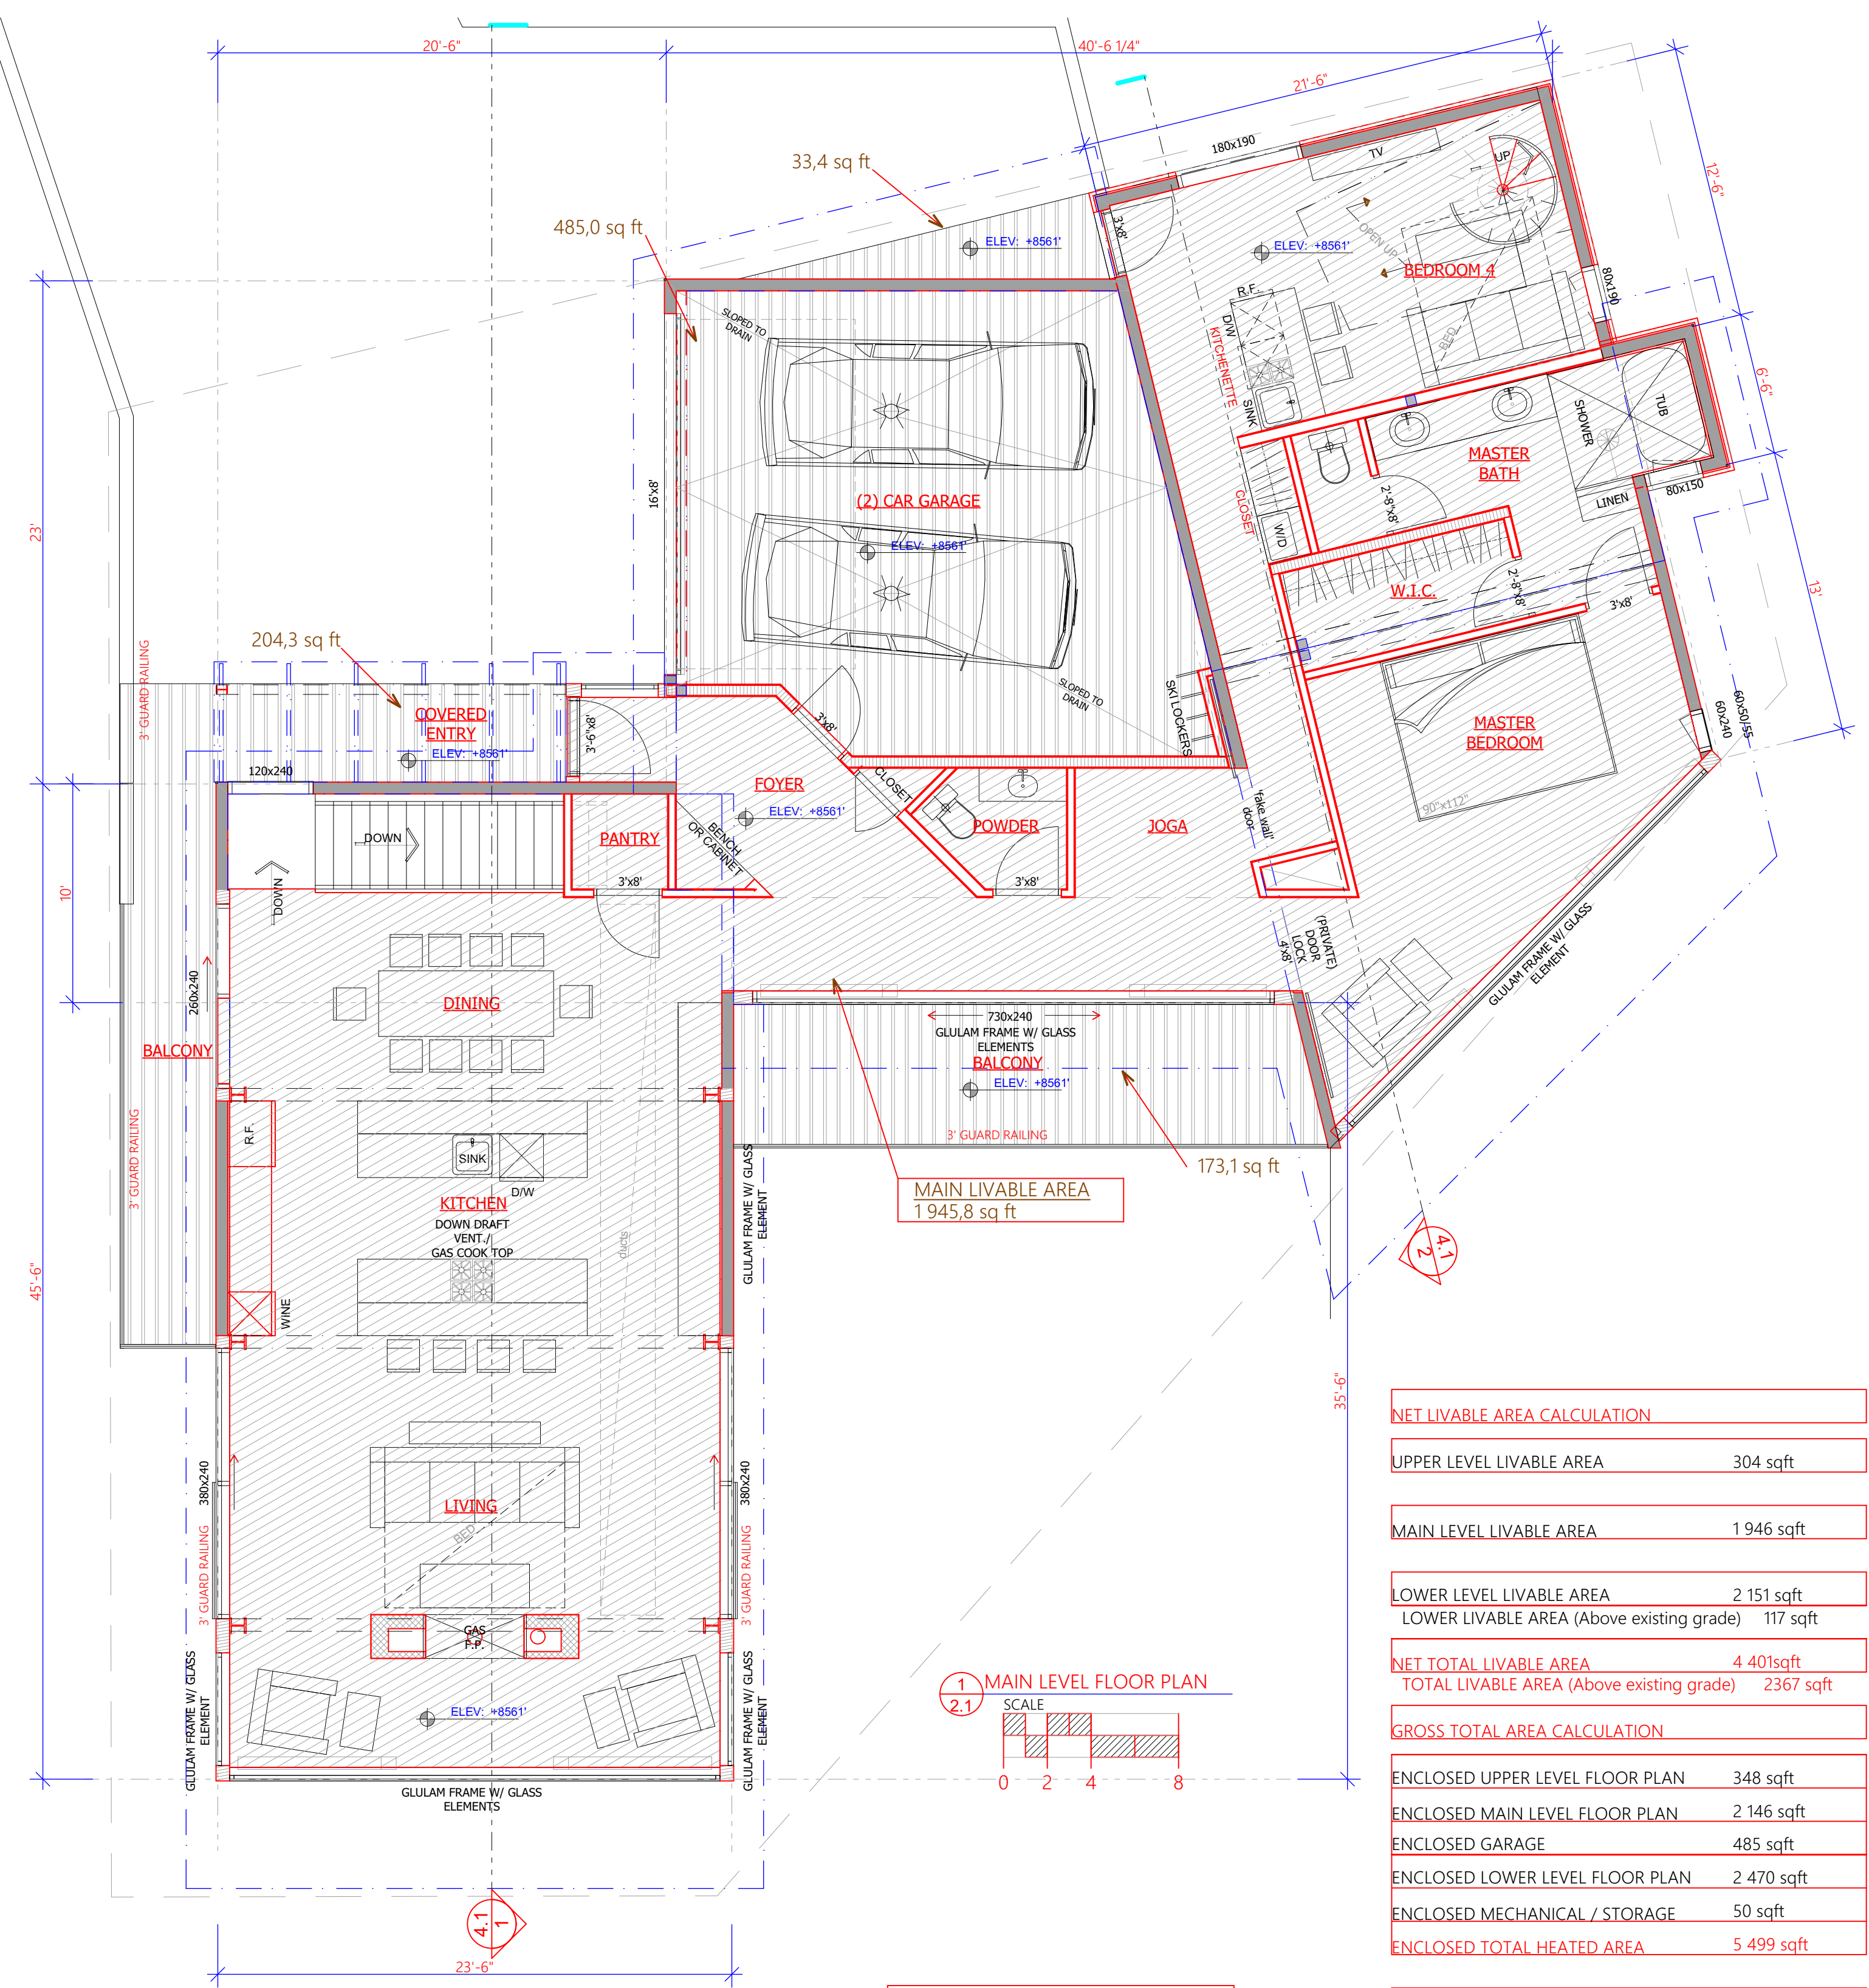 20'-6"
40'-6 1/4"
21'-6"
12'-6"
6'-6"
13'
180x190
TV
UP
33,4 sq ft
485,0 sq ft
3'x8'
ELEV: +8561'
ELEV: +8561'
OPEN UP
BEDROOM 4
80x190
R.F.
D/W
KITCHENETTE
SINK
BED
SLOPED TO
DRAIN
23'
16'x8'
(2) CAR GARAGE
ELEV: +8561'
CLOSET
W/D
MASTER
BATH
SHOWER
TUB
LINEN
80x150
2'-8"x8'
W.I.C.
2'-8"x8'
3'x8'
204,3 sq ft
3' GUARD RAILING
COVERED
ENTRY
ELEV: +8561'
120x240
3'-6"x8'
3'x8'
SLOPED TO
DRAIN
SKI LOCKERS
MASTER
BEDROOM
60x50/55
60x240
90"x112"
FOYER
ELEV: +8561'
CLOSET
POWDER
JOGA
'fake wall'
door
DOWN
DOWN
PANTRY
3'x8'
BENCH
OR CABINET
3'x8'
10'
(PRIVATE)
DOOR
LOCK
4'x8'
GLULAM FRAME W/ GLASS
ELEMENT
260x240
DINING
BALCONY
730x240
GLULAM FRAME W/ GLASS
ELEMENTS
BALCONY
ELEV: +8561'
3' GUARD RAILING
173,1 sq ft
MAIN LIVABLE AREA
1 945,8 sq ft
3' GUARD RAILING
R.F.
SINK
D/W
KITCHEN
DOWN DRAFT
VENT./
GAS COOK TOP
ducts
WINE
GLULAM FRAME W/ GLASS
ELEMENT
4.1
2
45'-6"
35'-6"
380x240
3' GUARD RAILING
LIVING
BED
380x240
3' GUARD RAILING
GAS
F.P.
GLULAM FRAME W/ GLASS
ELEMENT
ELEV: +8561'
GLULAM FRAME W/ GLASS
ELEMENT
GLULAM FRAME W/ GLASS
ELEMENTS
4.1
1
23'-6"
1
2.1
MAIN LEVEL FLOOR PLAN
SCALE
0 2 4 8
NET LIVABLE AREA CALCULATION
UPPER LEVEL LIVABLE AREA 304 sqft
MAIN LEVEL LIVABLE AREA 1 946 sqft
LOWER LEVEL LIVABLE AREA 2 151 sqft
LOWER LIVABLE AREA (Above existing grade) 117 sqft
NET TOTAL LIVABLE AREA 4 401sqft
TOTAL LIVABLE AREA (Above existing grade) 2367 sqft
GROSS TOTAL AREA CALCULATION
ENCLOSED UPPER LEVEL FLOOR PLAN 348 sqft
ENCLOSED MAIN LEVEL FLOOR PLAN 2 146 sqft
ENCLOSED GARAGE 485 sqft
ENCLOSED LOWER LEVEL FLOOR PLAN 2 470 sqft
ENCLOSED MECHANICAL / STORAGE 50 sqft
ENCLOSED TOTAL HEATED AREA 5 499 sqft